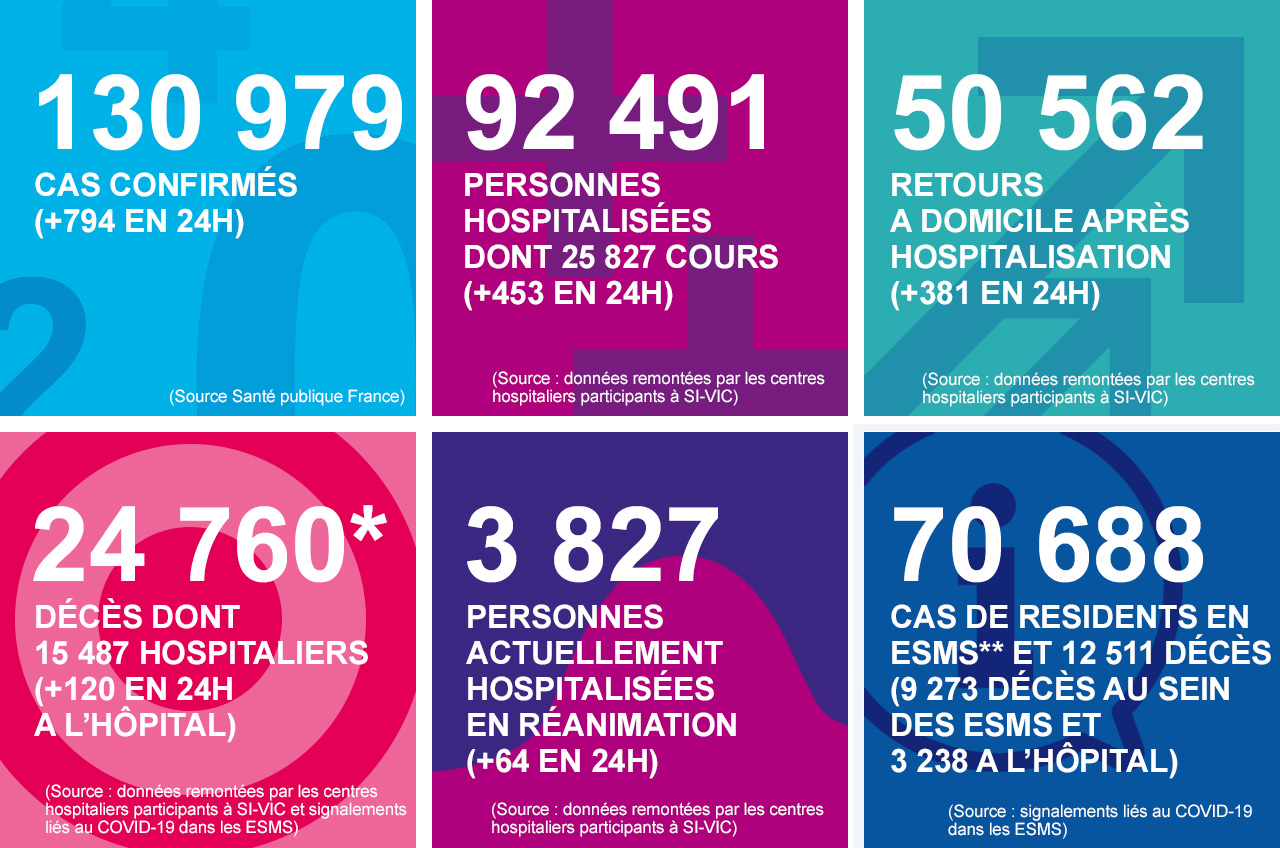 130 979
CAS CONFIRMÉS
(+794 EN 24H)
(Source Santé publique France)
92 491
PERSONNES
HOSPITALISÉES
DONT 25 827 COURS
(+453 EN 24H)
(Source : données remontées par les centres
hospitaliers participants à SI-VIC)
50 562
RETOURS
A DOMICILE APRÈS
HOSPITALISATION
(+381 EN 24H)
(Source : données remontées par les centres
hospitaliers participants à SI-VIC)
24 760*
DÉCÈS DONT
15 487 HOSPITALIERS
(+120 EN 24H
A L’HÔPITAL)
(Source : données remontées par les centres
hospitaliers participants à SI-VIC et signalements
liés au COVID-19 dans les ESMS)
3 827
PERSONNES
ACTUELLEMENT
HOSPITALISÉES
EN RÉANIMATION
(+64 EN 24H)
(Source : données remontées par les centres
hospitaliers participants à SI-VIC)
70 688
CAS DE RESIDENTS EN
ESMS** ET 12 511 DÉCÈS
(9 273 DÉCÈS AU SEIN
DES ESMS ET
3 238 A L’HÔPITAL)
(Source : signalements liés au COVID-19
dans les ESMS)